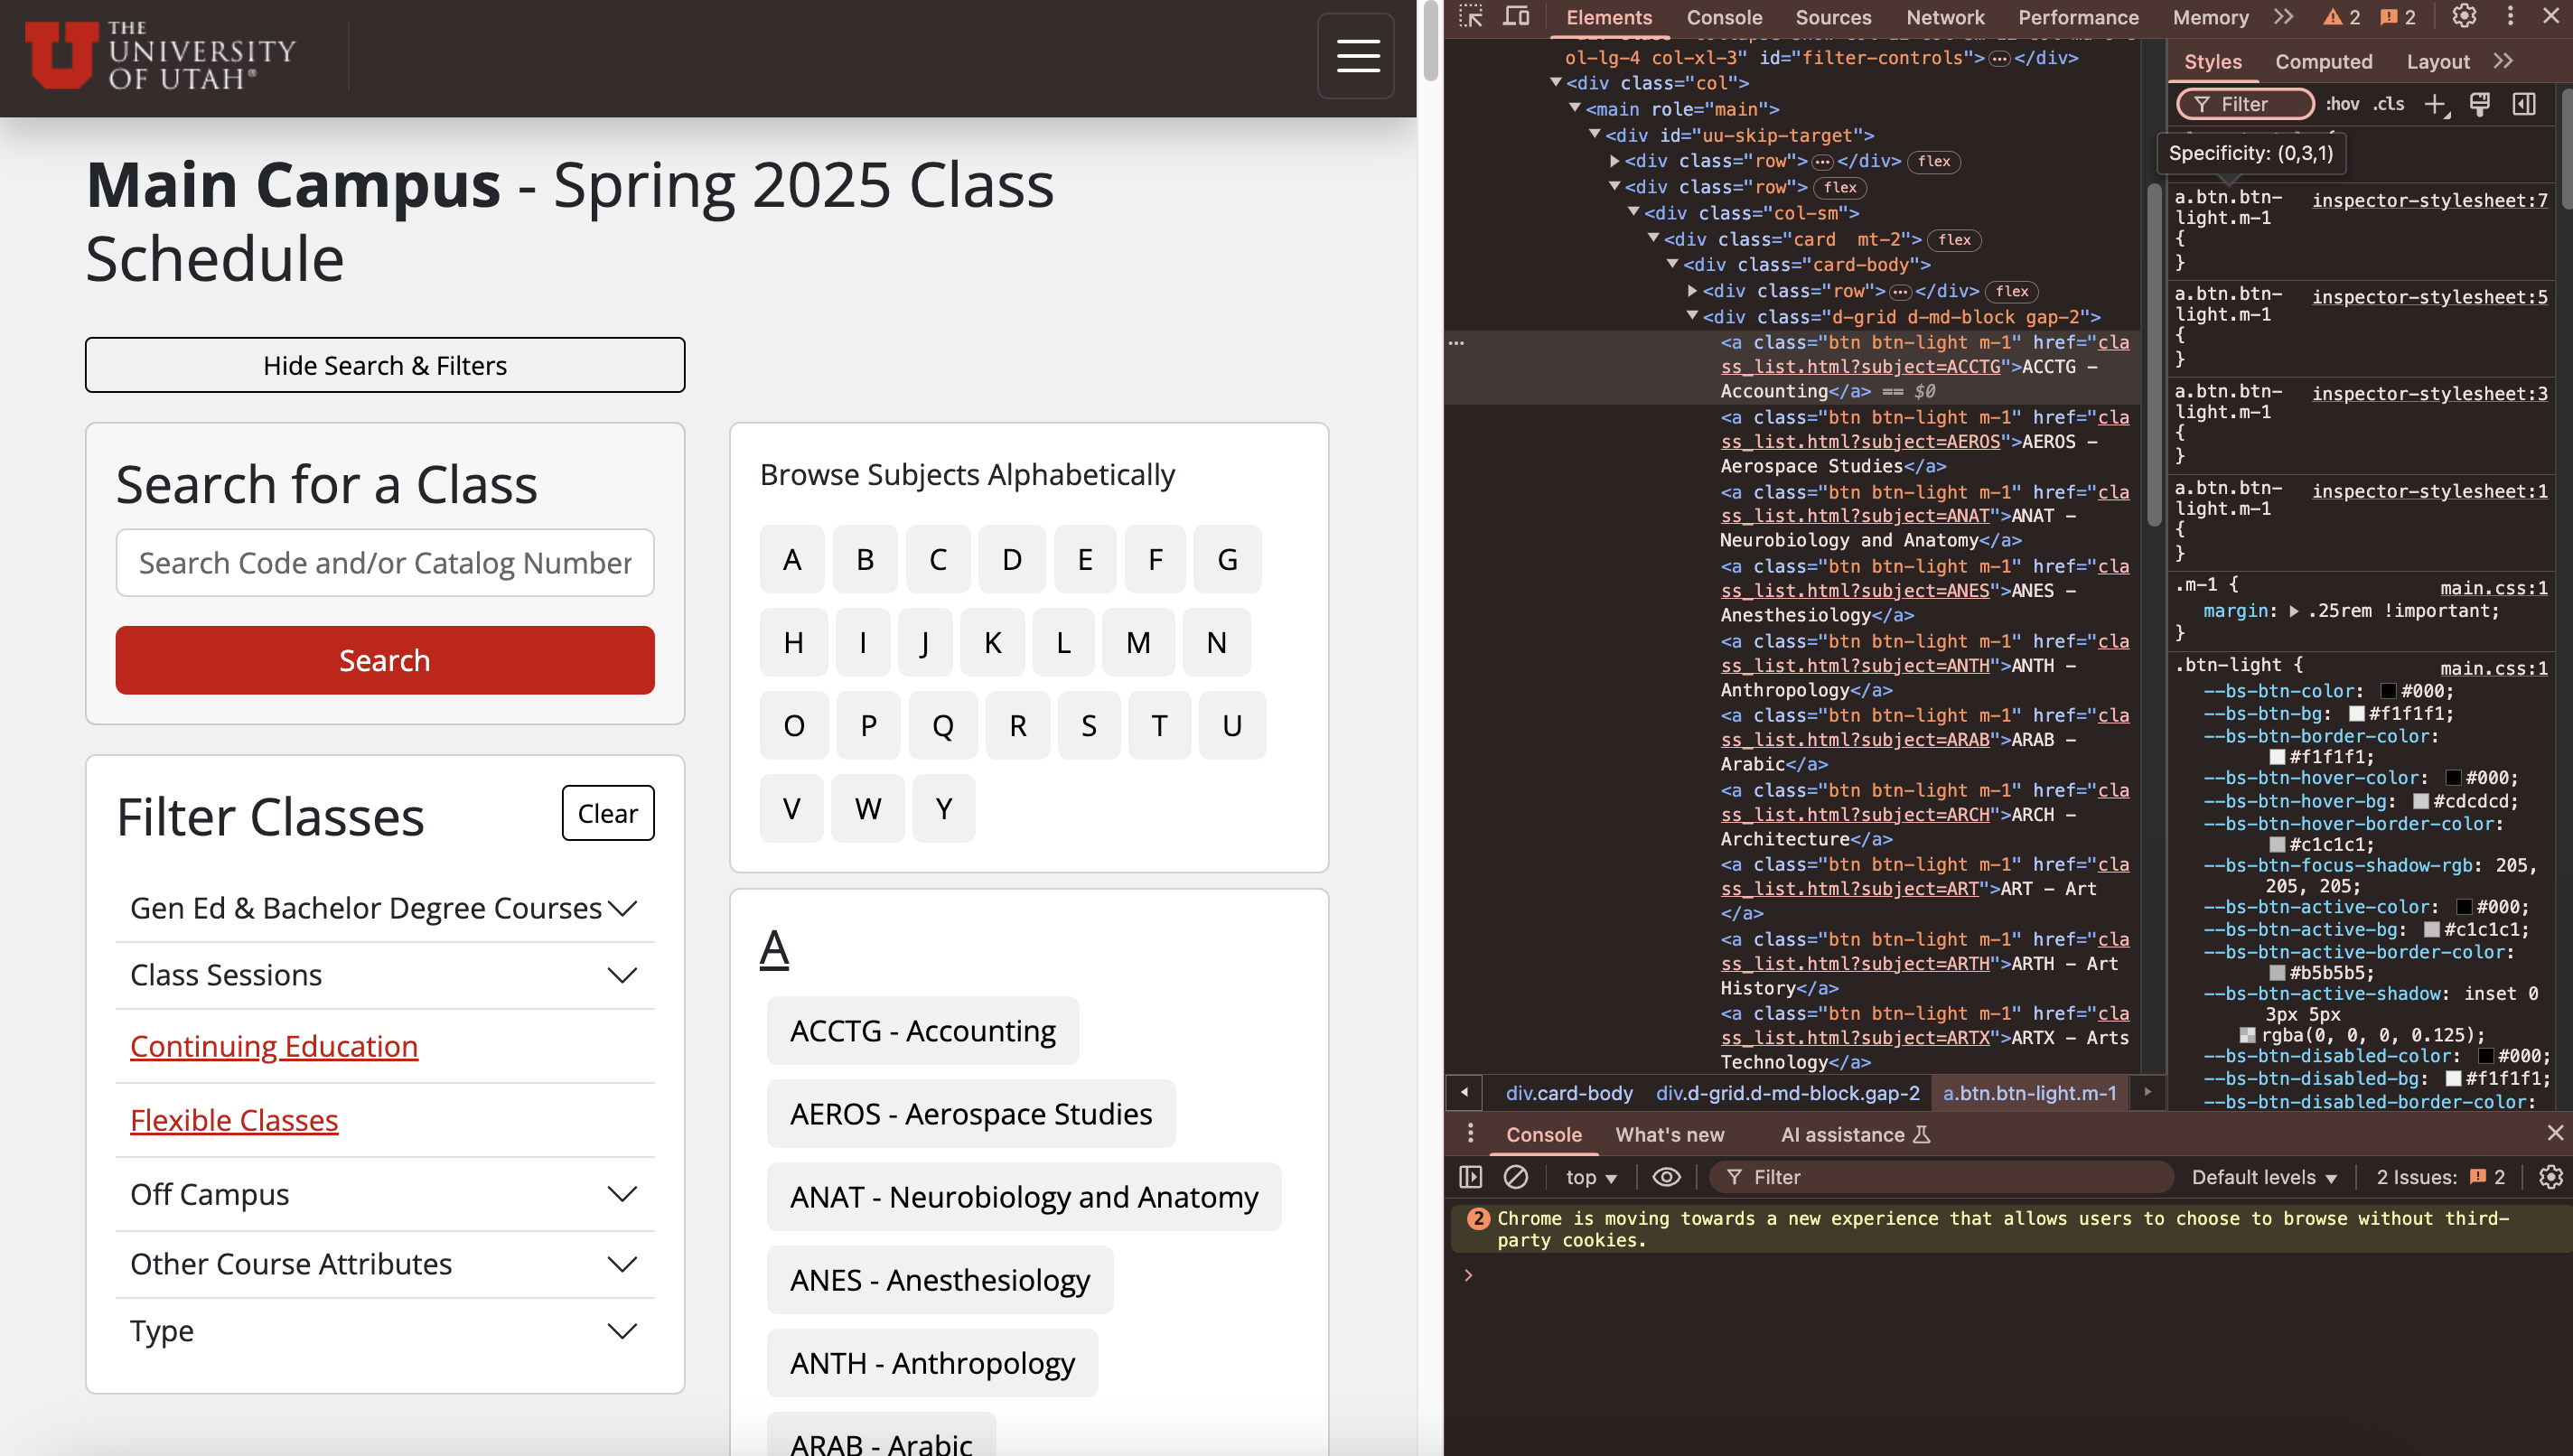 THE
UNIVERSITY
OF UTAH®
Main Campus - Spring 2025 Class
Schedule
Hide Search & Filters
Search for a Class
Search Code and/or Catalog Number
Search
Filter Classes
Clear
Gen Ed & Bachelor Degree Courses
Class Sessions
Continuing Education
Flexible Classes
Off Campus
Other Course Attributes
Type
Browse Subjects Alphabetically
A B C D E F G
H I J K L M N
O P Q R S T U
V W Y
A
ACCTG - Accounting
AEROS - Aerospace Studies
ANAT - Neurobiology and Anatomy
ANES - Anesthesiology
ANTH - Anthropology
ARAB - Arabic
Elements Console Sources Network Performance Memory 2 2
ol-lg-4 col-xl-3" id="filter-controls">…</div>
<div class="col">
<main role="main">
<div id="uu-skip-target">
<div class="row">…</div> flex
<div class="row"> flex
<div class="col-sm">
<div class="card  mt-2"> flex
<div class="card-body">
<div class="row">…</div> flex
<div class="d-grid d-md-block gap-2">
<a class="btn btn-light m-1" href="cla
ss_list.html?subject=ACCTG">ACCTG -
Accounting</a> == $0
<a class="btn btn-light m-1" href="cla
ss_list.html?subject=AEROS">AEROS -
Aerospace Studies</a>
<a class="btn btn-light m-1" href="cla
ss_list.html?subject=ANAT">ANAT -
Neurobiology and Anatomy</a>
<a class="btn btn-light m-1" href="cla
ss_list.html?subject=ANES">ANES -
Anesthesiology</a>
<a class="btn btn-light m-1" href="cla
ss_list.html?subject=ANTH">ANTH -
Anthropology</a>
<a class="btn btn-light m-1" href="cla
ss_list.html?subject=ARAB">ARAB -
Arabic</a>
<a class="btn btn-light m-1" href="cla
ss_list.html?subject=ARCH">ARCH -
Architecture</a>
<a class="btn btn-light m-1" href="cla
ss_list.html?subject=ART">ART - Art
</a>
<a class="btn btn-light m-1" href="cla
ss_list.html?subject=ARTH">ARTH - Art
History</a>
<a class="btn btn-light m-1" href="cla
ss_list.html?subject=ARTX">ARTX - Arts
Technology</a>
div.card-body div.d-grid.d-md-block.gap-2 a.btn.btn-light.m-1
Styles Computed Layout
Filter :hov .cls
Specificity: (0,3,1)
a.btn.btn- inspector-stylesheet:7
light.m-1
{
}
a.btn.btn- inspector-stylesheet:5
light.m-1
{
}
a.btn.btn- inspector-stylesheet:3
light.m-1
{
}
a.btn.btn- inspector-stylesheet:1
light.m-1
{
}
.m-1 { main.css:1
margin: .25rem !important;
}
.btn-light { main.css:1
--bs-btn-color: #000;
--bs-btn-bg: #f1f1f1;
--bs-btn-border-color:
#f1f1f1;
--bs-btn-hover-color: #000;
--bs-btn-hover-bg: #cdcdcd;
--bs-btn-hover-border-color:
#c1c1c1;
--bs-btn-focus-shadow-rgb: 205,
205, 205;
--bs-btn-active-color: #000;
--bs-btn-active-bg: #c1c1c1;
--bs-btn-active-border-color:
#b5b5b5;
--bs-btn-active-shadow: inset 0
3px 5px
rgba(0, 0, 0, 0.125);
--bs-btn-disabled-color: #000;
--bs-btn-disabled-bg: #f1f1f1;
--bs-btn-disabled-border-color:
Console What's new AI assistance
top Filter Default levels 2 Issues: 2
2 Chrome is moving towards a new experience that allows users to choose to browse without third-
party cookies.